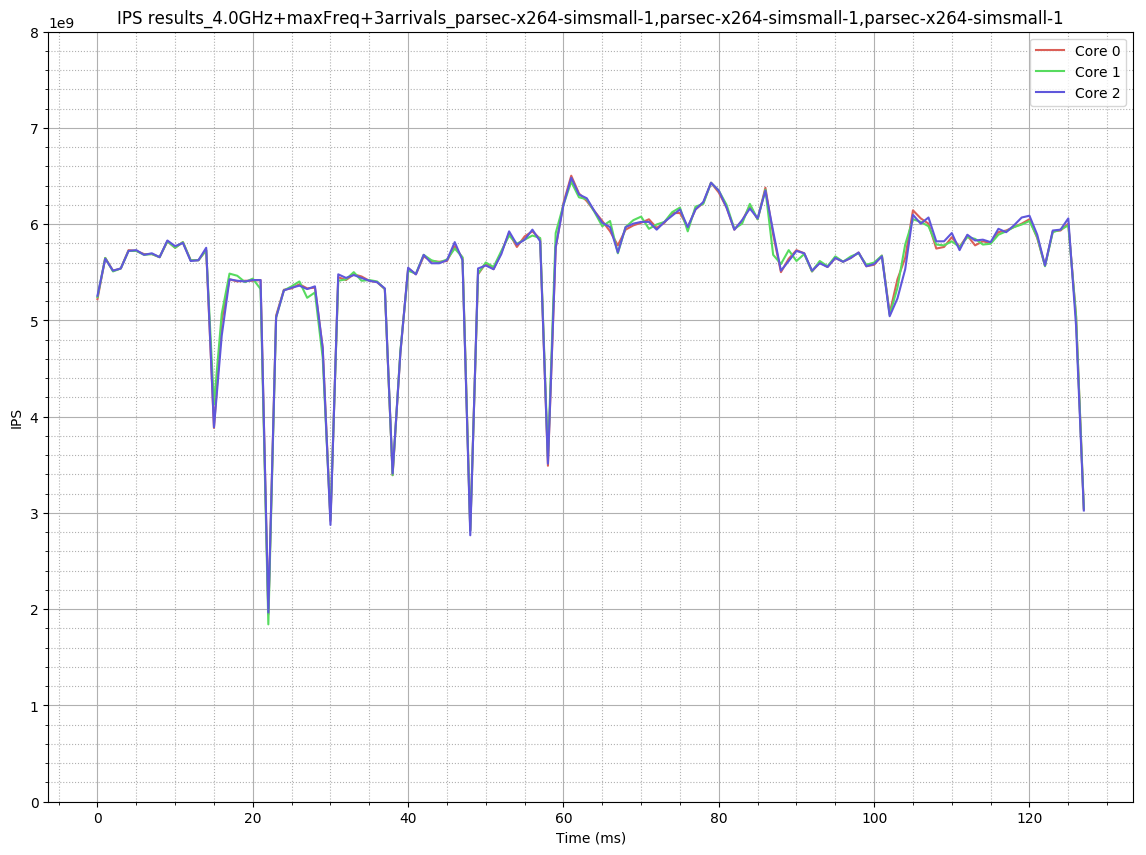 IPS results_4.0GHz+maxFreq+3arrivals_parsec-x264-simsmall-1,parsec-x264-simsmall-1,parsec-x264-simsmall-1
1e9
8
7
6
5
4
3
2
1
0
IPS
Core 0
Core 1
Core 2
0 20 40 60 80 100 120
Time (ms)